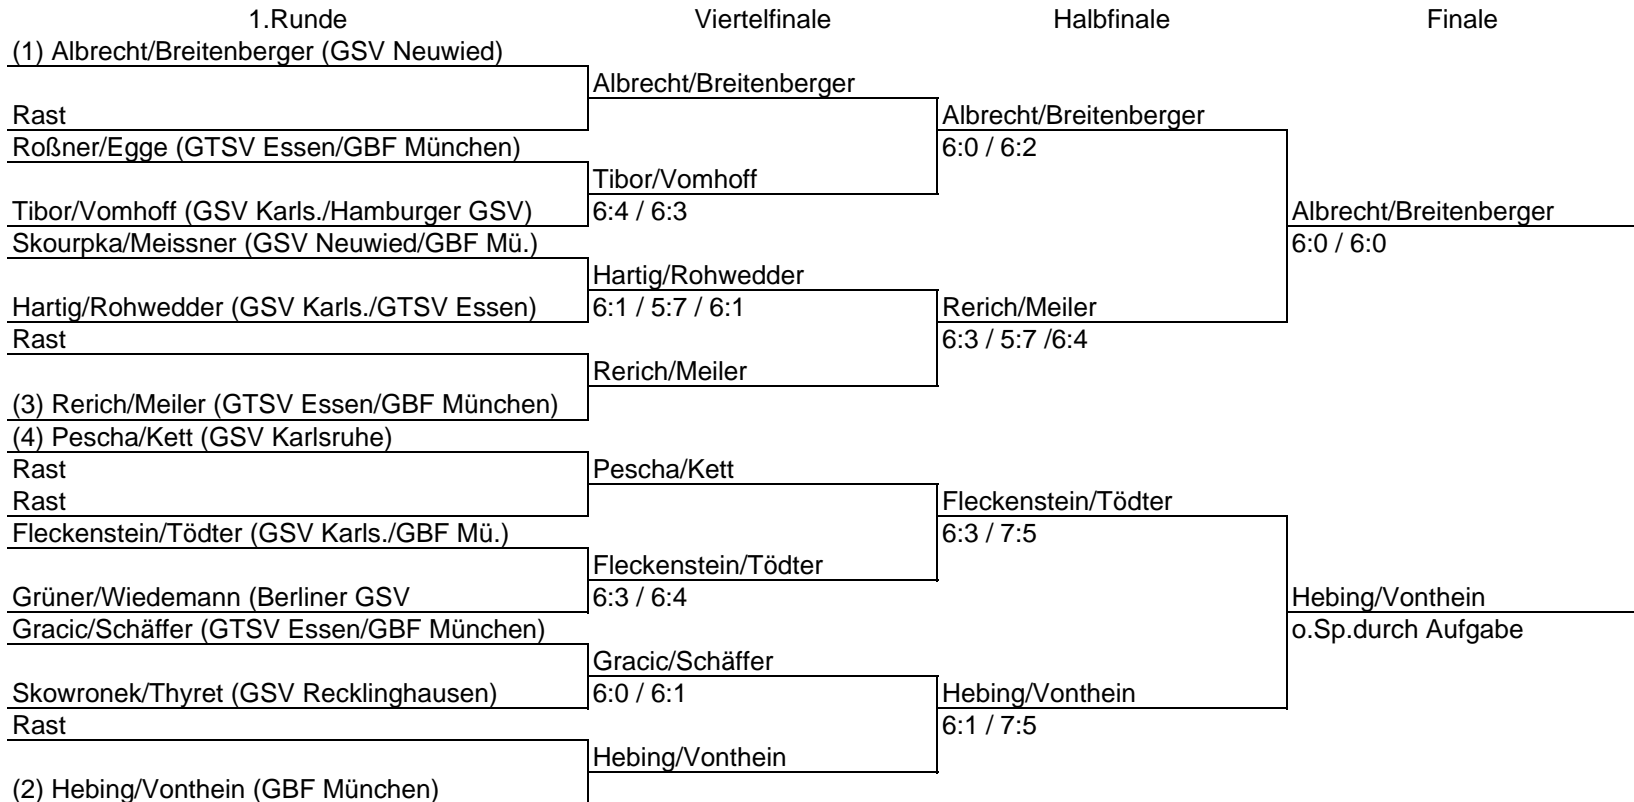 1.Runde Viertelfinale Halbfinale Finale
(1) Albrecht/Breitenberger (GSV Neuwied)
Albrecht/Breitenberger
Rast Albrecht/Breitenberger
Roßner/Egge (GTSV Essen/GBF München) 6:0 / 6:2
Tibor/Vomhoff
Tibor/Vomhoff (GSV Karls./Hamburger GSV) 6:4 / 6:3 Albrecht/Breitenberger
Skourpka/Meissner (GSV Neuwied/GBF Mü.) 6:0 / 6:0
Hartig/Rohwedder
Hartig/Rohwedder (GSV Karls./GTSV Essen) 6:1 / 5:7 / 6:1 Rerich/Meiler
Rast 6:3 / 5:7 /6:4
Rerich/Meiler
(3) Rerich/Meiler (GTSV Essen/GBF München)
(4) Pescha/Kett (GSV Karlsruhe)
Rast Pescha/Kett
Rast Fleckenstein/Tödter
Fleckenstein/Tödter (GSV Karls./GBF Mü.) 6:3 / 7:5
Fleckenstein/Tödter
Grüner/Wiedemann (Berliner GSV 6:3 / 6:4 Hebing/Vonthein
Gracic/Schäffer (GTSV Essen/GBF München) o.Sp.durch Aufgabe
Gracic/Schäffer
Skowronek/Thyret (GSV Recklinghausen) 6:0 / 6:1 Hebing/Vonthein
Rast 6:1 / 7:5
Hebing/Vonthein
(2) Hebing/Vonthein (GBF München)